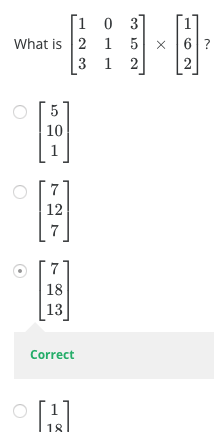 What is [1 0 3; 2 1 5; 3 1 2] × [1; 6; 2] ?
[5; 10; 1]
[7; 12; 7]
[7; 18; 13]
Correct
[1; 18